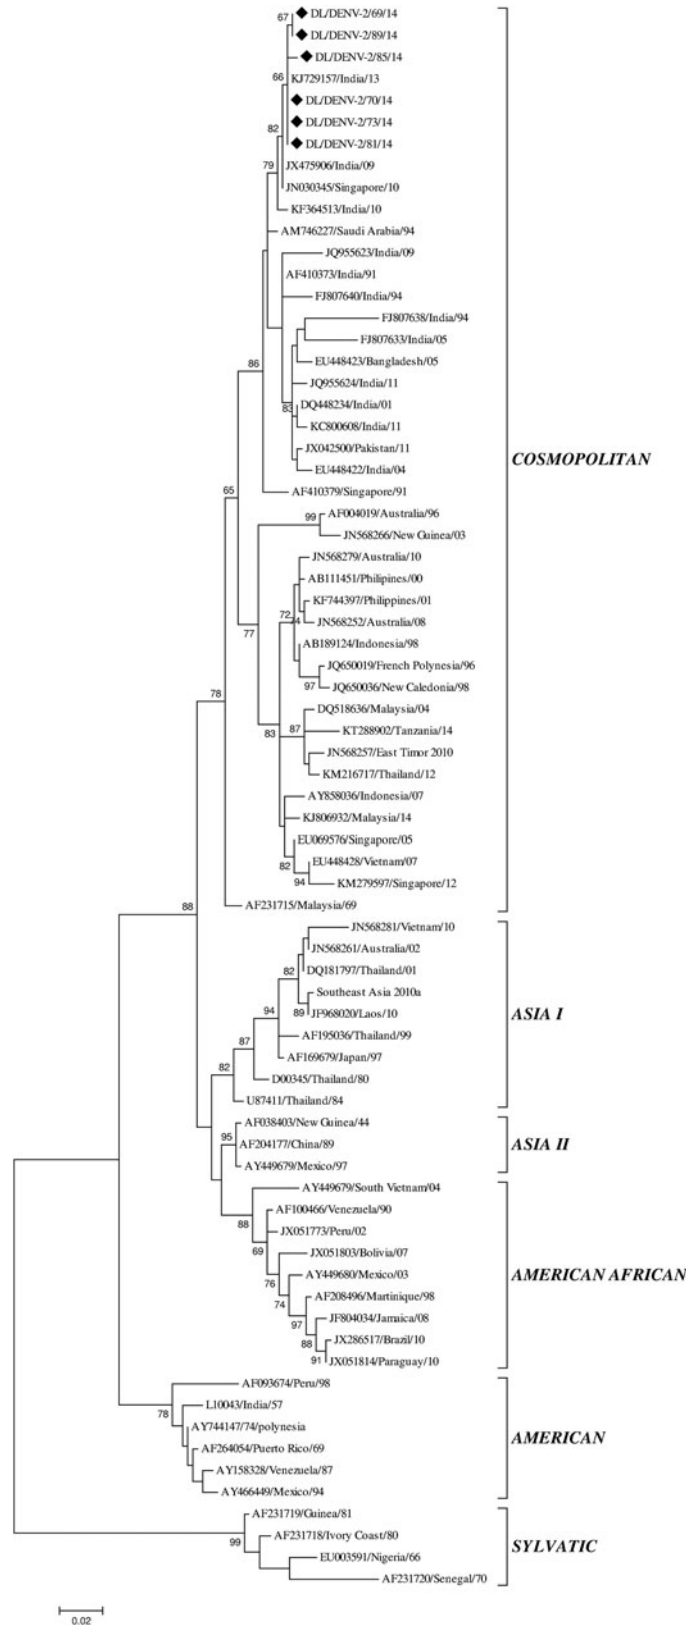 67
DL/DENV-2/69/14
DL/DENV-2/89/14
DL/DENV-2/85/14
66
KJ729157/India/13
DL/DENV-2/70/14
DL/DENV-2/73/14
82
DL/DENV-2/81/14
79
JX475906/India/09
JN030345/Singapore/10
KF364513/India/10
AM746227/Saudi Arabia/94
JQ955623/India/09
AF410373/India/91
FJ807640/India/94
FJ807638/India/94
FJ807633/India/05
86
EU448423/Bangladesh/05
JQ955624/India/11
83
DQ448234/India/01
KC800608/India/11
JX042500/Pakistan/11
COSMOPOLITAN
EU448422/India/04
65
AF410379/Singapore/91
99
AF004019/Australia/96
JN568266/New Guinea/03
JN568279/Australia/10
AB111451/Philipines/00
KF744397/Philippines/01
72
74
JN568252/Australia/08
77
AB189124/Indonesia/98
JQ650019/French Polynesia/96
97
JQ650036/New Caledonia/98
78
DQ518636/Malaysia/04
83
87
KT288902/Tanzania/14
JN568257/East Timor 2010
KM216717/Thailand/12
AY858036/Indonesia/07
KJ806932/Malaysia/14
EU069576/Singapore/05
82
EU448428/Vietnam/07
94
KM279597/Singapore/12
88
AF231715/Malaysia/69
JN568281/Vietnam/10
JN568261/Australia/02
82
DQ181797/Thailand/01
Southeast Asia 2010a
89
JF968020/Laos/10
ASIA I
94
AF195036/Thailand/99
87
AF169679/Japan/97
82
D00345/Thailand/80
U87411/Thailand/84
AF038403/New Guinea/44
95
AF204177/China/89
ASIA II
AY449679/Mexico/97
AY449679/South Vietnam/04
88
AF100466/Venezuela/90
JX051773/Peru/02
69
JX051803/Bolivia/07
76
AY449680/Mexico/03
AMERICAN AFRICAN
74
AF208496/Martinique/98
97
JF804034/Jamaica/08
88
JX286517/Brazil/10
91
JX051814/Paraguay/10
AF093674/Peru/98
78
L10043/India/57
AY744147/74/polynesia
AMERICAN
AF264054/Puerto Rico/69
AY158328/Venezuela/87
AY466449/Mexico/94
AF231719/Guinea/81
99
AF231718/Ivory Coast/80
SYLVATIC
EU003591/Nigeria/66
AF231720/Senegal/70
0.02